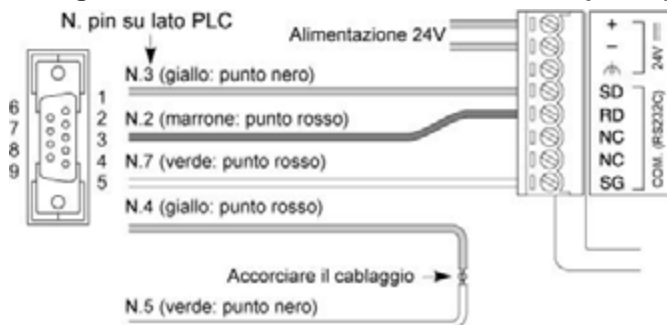 N. pin su lato PLC
Alimentazione 24V
+
−
24V
N.3 (giallo: punto nero)
SD
1
N.2 (marrone: punto rosso)
RD
6
2
7
3
NC
COM. (RS232C)
8
4
N.7 (verde: punto rosso)
NC
9
5
SG
N.4 (giallo: punto rosso)
Accorciare il cablaggio
N.5 (verde: punto nero)